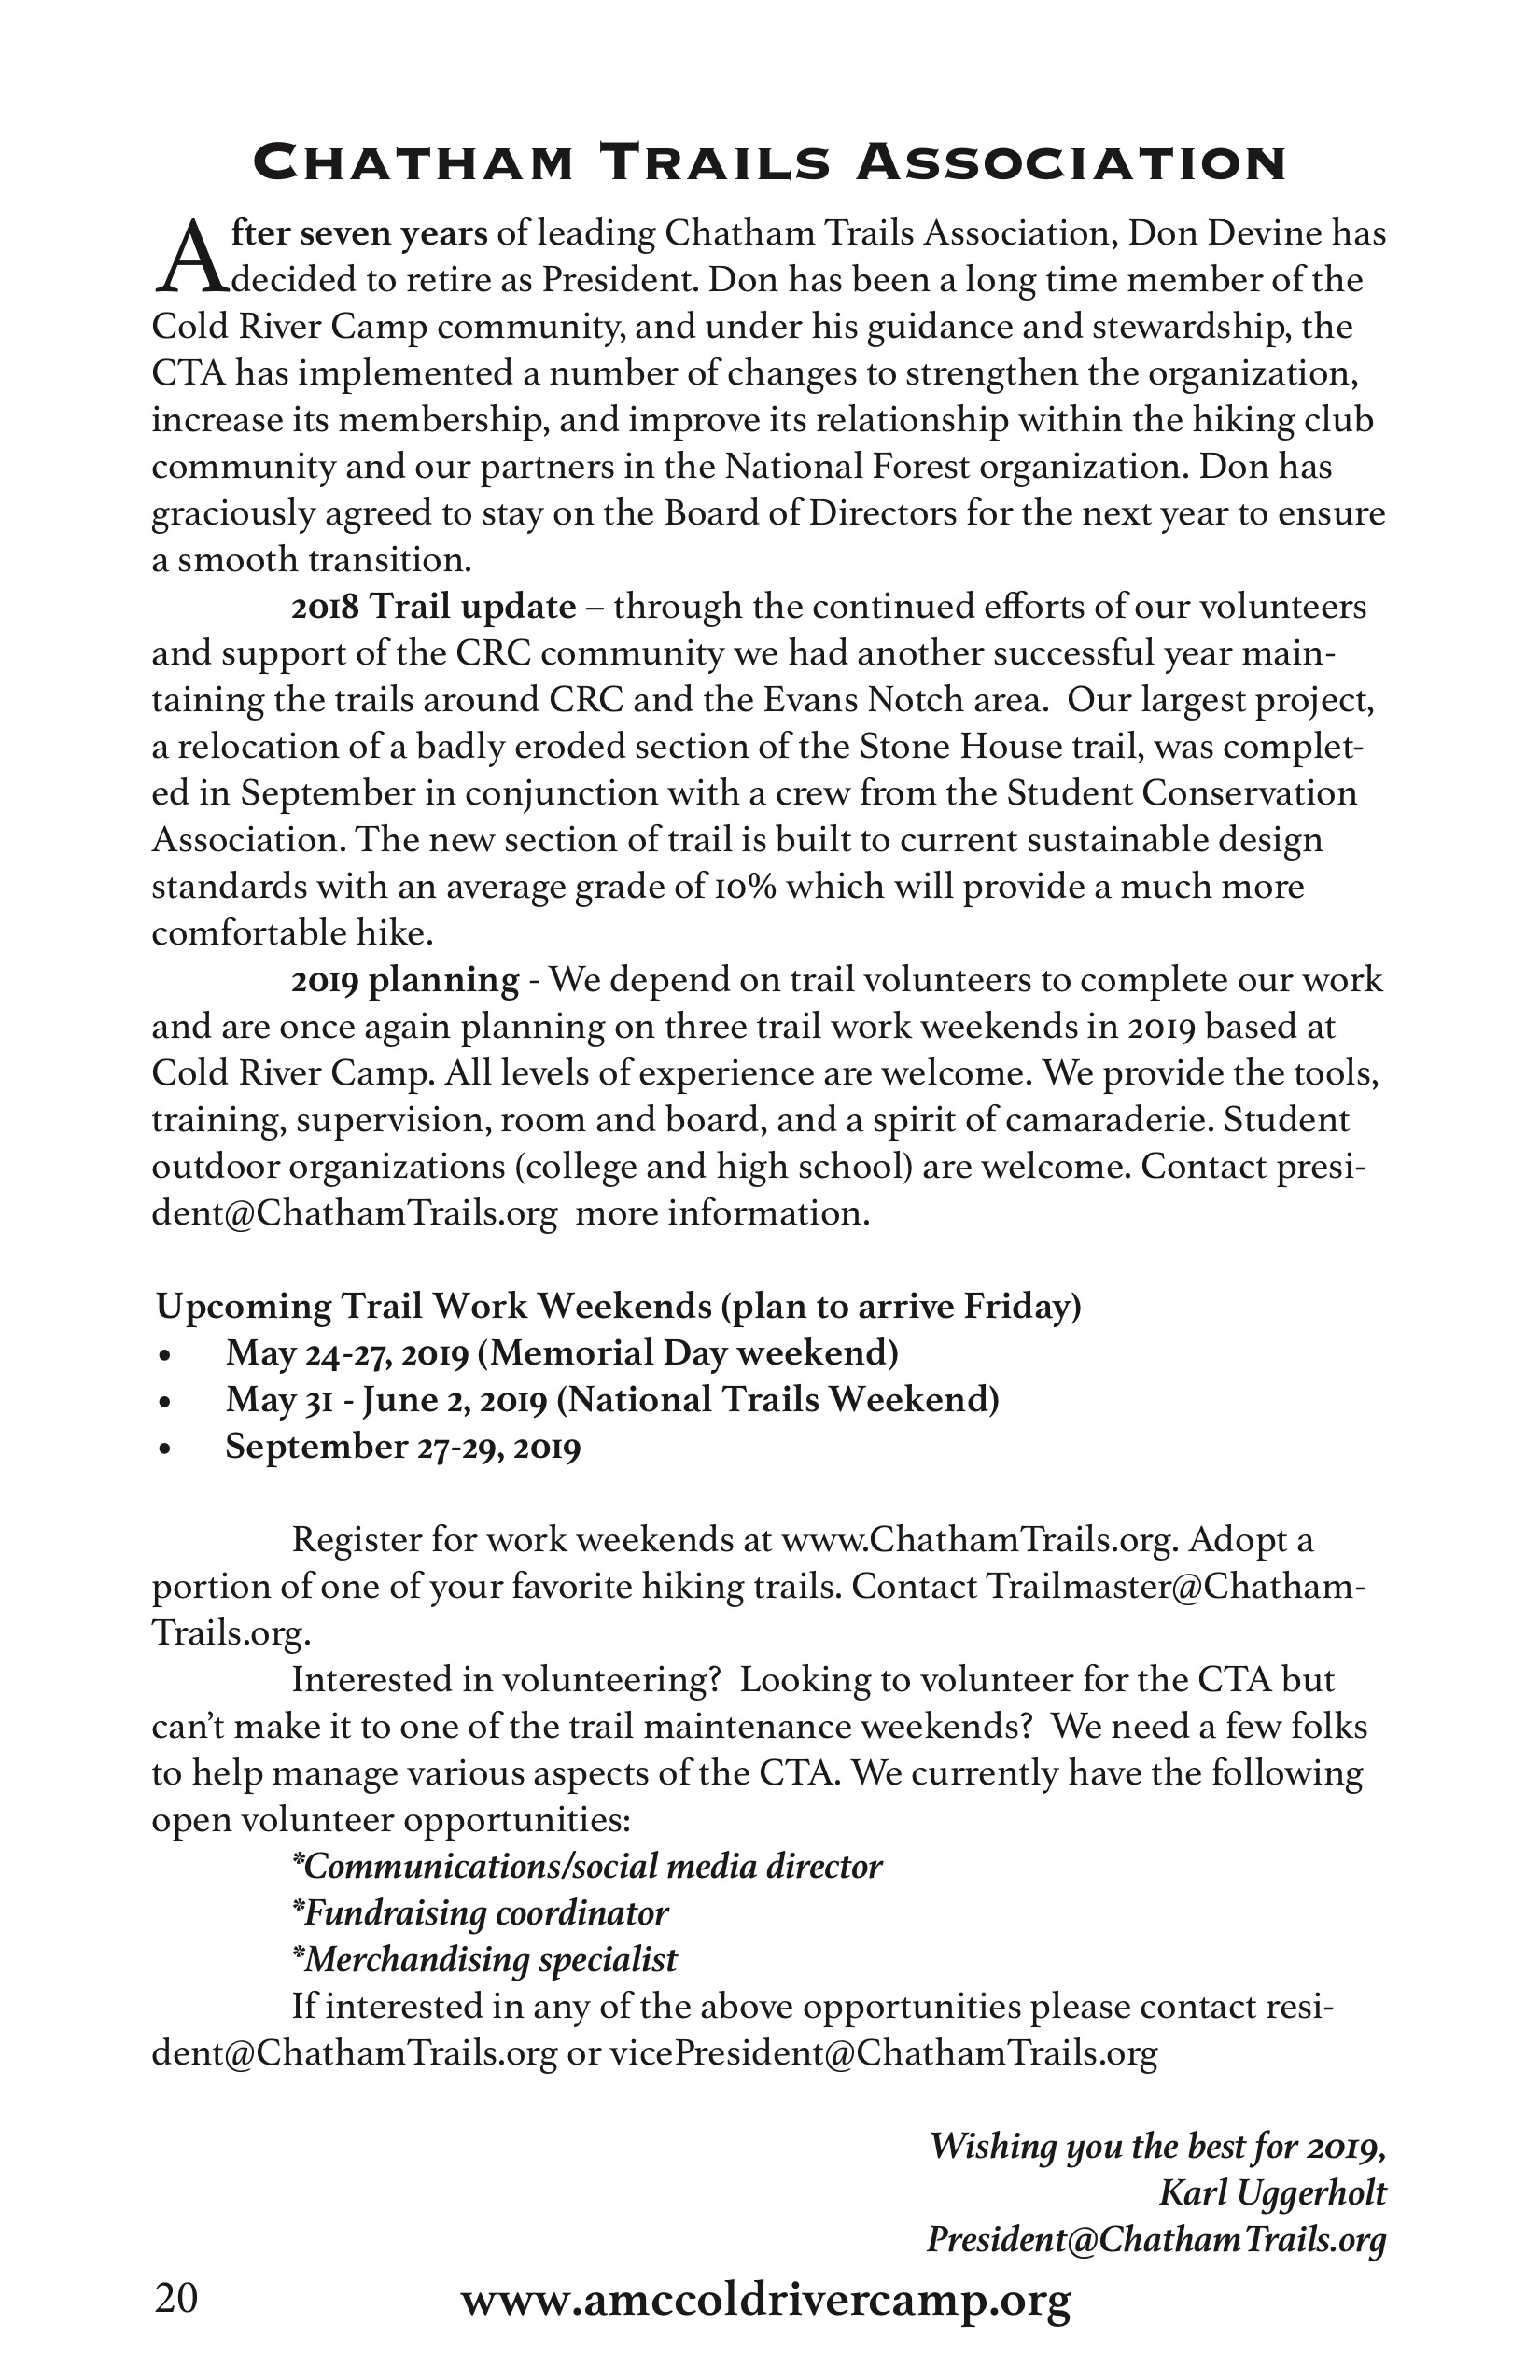 Chatham Trails Association
After seven years of leading Chatham Trails Association, Don Devine has
decided to retire as President. Don has been a long time member of the
Cold River Camp community, and under his guidance and stewardship, the
CTA has implemented a number of changes to strengthen the organization,
increase its membership, and improve its relationship within the hiking club
community and our partners in the National Forest organization. Don has
graciously agreed to stay on the Board of Directors for the next year to ensure
a smooth transition.
2018 Trail update – through the continued efforts of our volunteers
and support of the CRC community we had another successful year main-
taining the trails around CRC and the Evans Notch area.  Our largest project,
a relocation of a badly eroded section of the Stone House trail, was complet-
ed in September in conjunction with a crew from the Student Conservation
Association. The new section of trail is built to current sustainable design
standards with an average grade of 10% which will provide a much more
comfortable hike.
2019 planning - We depend on trail volunteers to complete our work
and are once again planning on three trail work weekends in 2019 based at
Cold River Camp. All levels of experience are welcome. We provide the tools,
training, supervision, room and board, and a spirit of camaraderie. Student
outdoor organizations (college and high school) are welcome. Contact presi-
dent@ChathamTrails.org  more information.
Upcoming Trail Work Weekends (plan to arrive Friday)
• May 24-27, 2019 (Memorial Day weekend)
• May 31 - June 2, 2019 (National Trails Weekend)
• September 27-29, 2019
Register for work weekends at www.ChathamTrails.org. Adopt a
portion of one of your favorite hiking trails. Contact Trailmaster@Chatham-
Trails.org.
Interested in volunteering?  Looking to volunteer for the CTA but
can’t make it to one of the trail maintenance weekends?  We need a few folks
to help manage various aspects of the CTA. We currently have the following
open volunteer opportunities:
*Communications/social media director
*Fundraising coordinator
*Merchandising specialist
If interested in any of the above opportunities please contact resi-
dent@ChathamTrails.org or vicePresident@ChathamTrails.org
Wishing you the best for 2019,
Karl Uggerholt
President@ChathamTrails.org
20 www.amccoldrivercamp.org